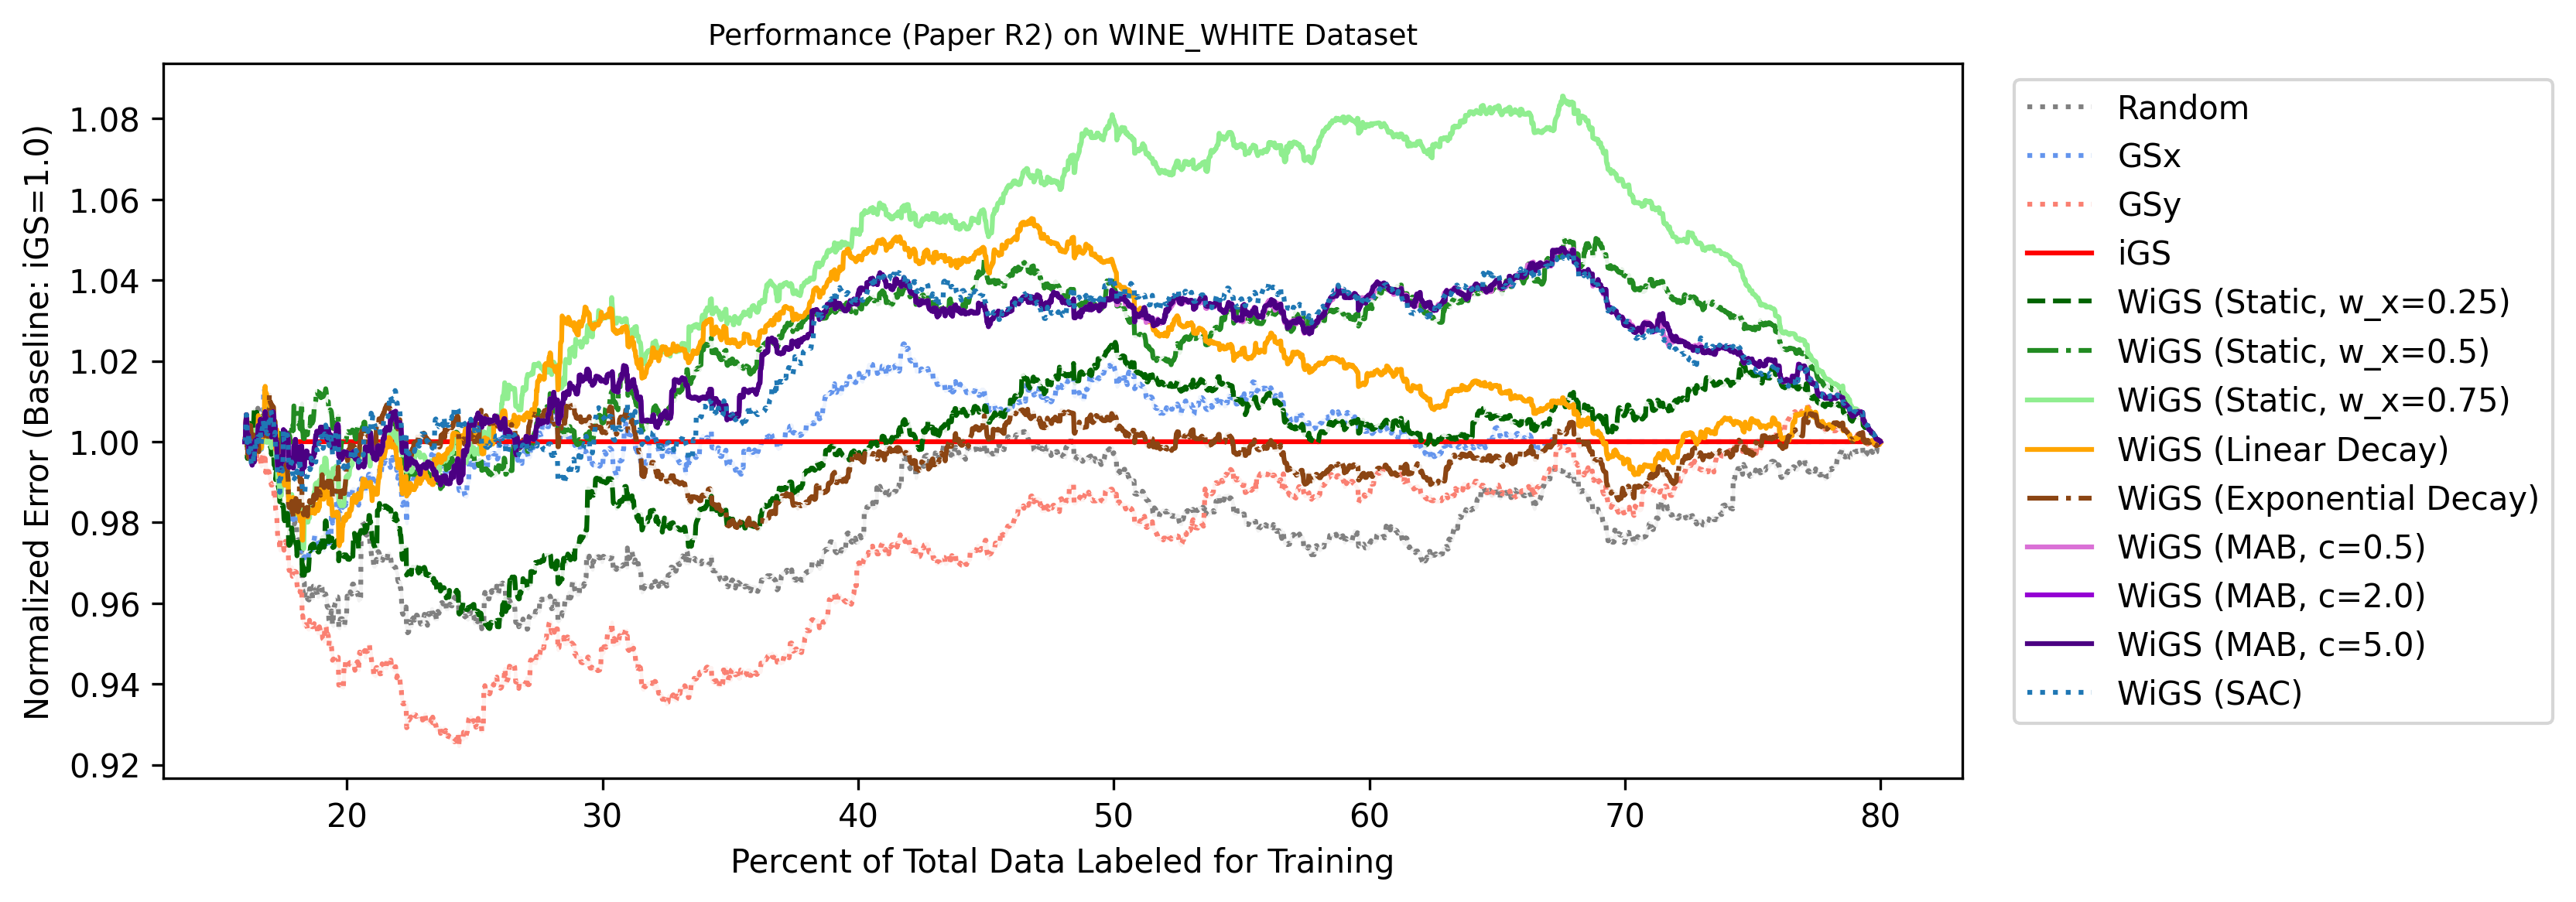 Performance (Paper R2) on WINE_WHITE Dataset
Normalized Error (Baseline: iGS=1.0)
1.08
1.06
1.04
1.02
1.00
0.98
0.96
0.94
0.92
20 30 40 50 60 70 80
Percent of Total Data Labeled for Training
Random
GSx
GSy
iGS
WiGS (Static, w_x=0.25)
WiGS (Static, w_x=0.5)
WiGS (Static, w_x=0.75)
WiGS (Linear Decay)
WiGS (Exponential Decay)
WiGS (MAB, c=0.5)
WiGS (MAB, c=2.0)
WiGS (MAB, c=5.0)
WiGS (SAC)